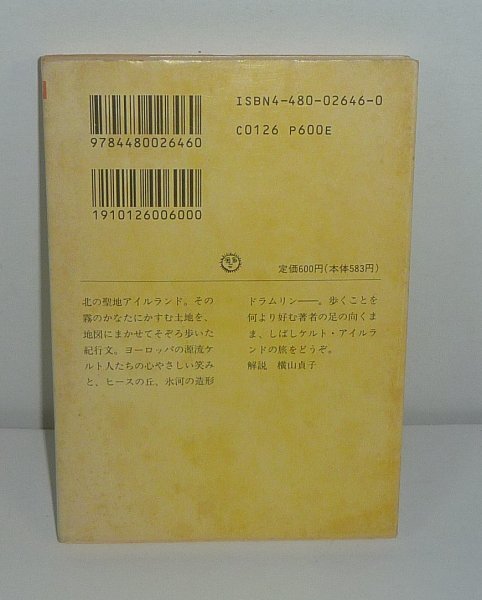 ISBN4-480-02646-0
C0126 P600E
9784480026460
1910126006000
定価600円(本体583円)
北の聖地アイルランド。その
霧のかなたにかすむ土地を、
地図にまかせてそぞろ歩いた
紀行文。ヨーロッパの源流ケ
ルト人たちの心やさしい笑み
と、ヒースの丘、氷河の造形
ドラムリン――。歩くことを
何より好む著者の足の向くま
ま、しばしケルト・アイルラ
ンドの旅をどうぞ。
解説 横山貞子